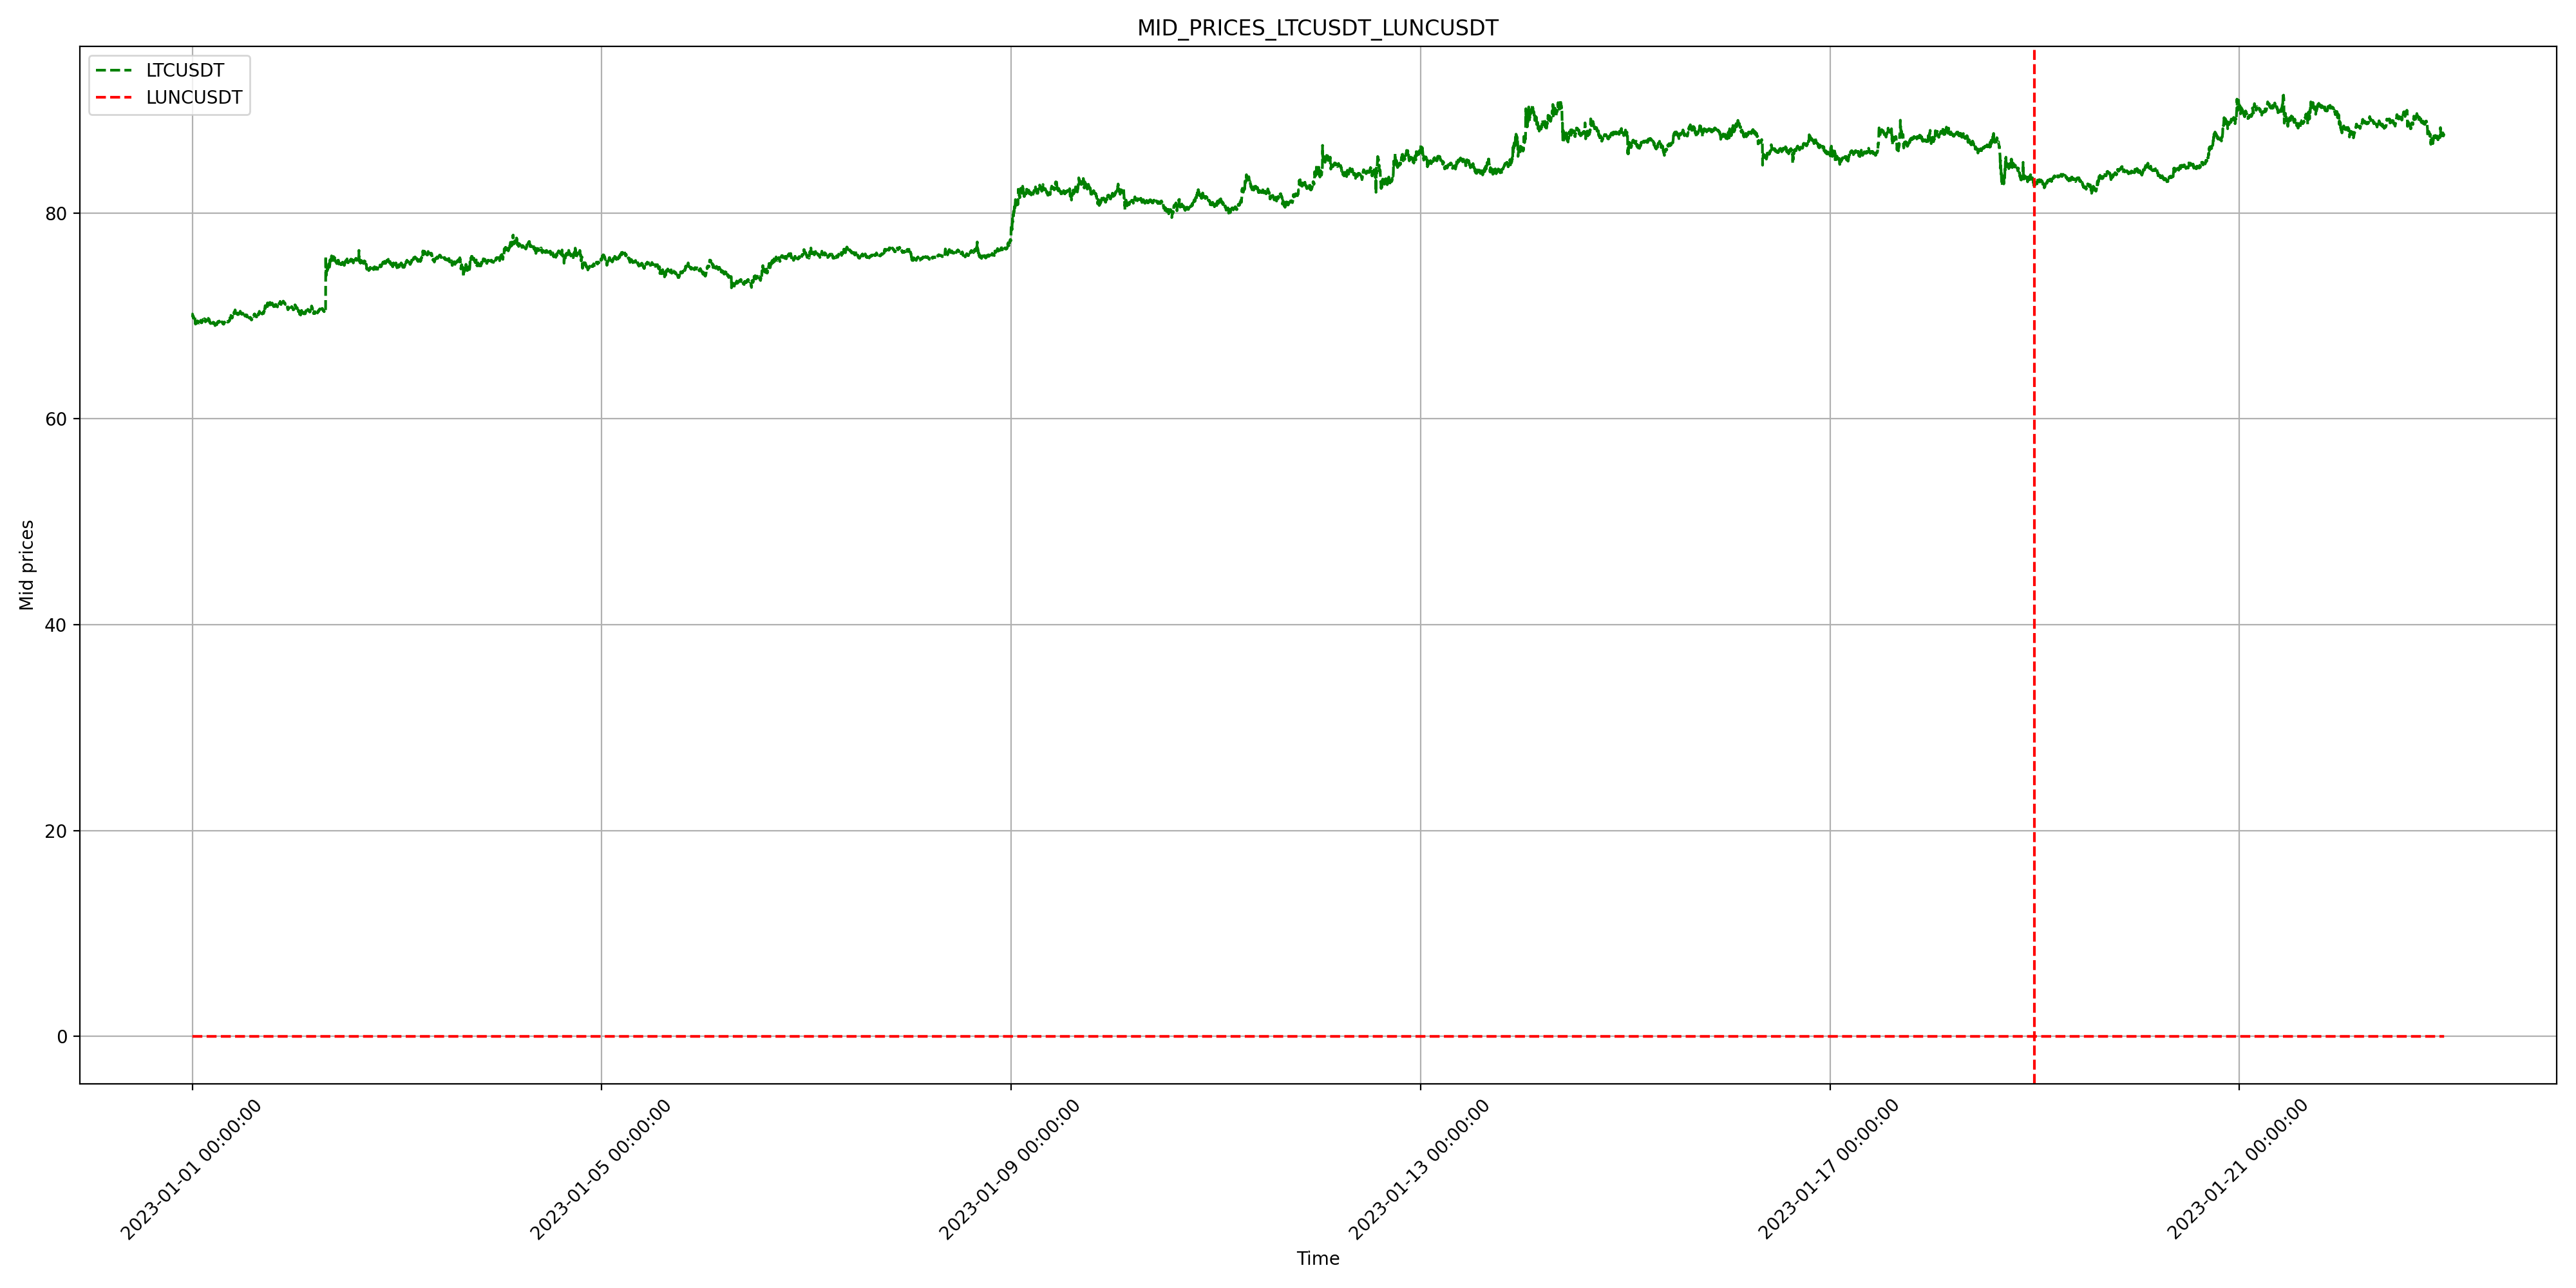 MID_PRICES_LTCUSDT_LUNCUSDT
LTCUSDT
LUNCUSDT
Mid prices
80
60
40
20
0
2023-01-01 00:00:00
2023-01-05 00:00:00
2023-01-09 00:00:00
2023-01-13 00:00:00
2023-01-17 00:00:00
2023-01-21 00:00:00
Time